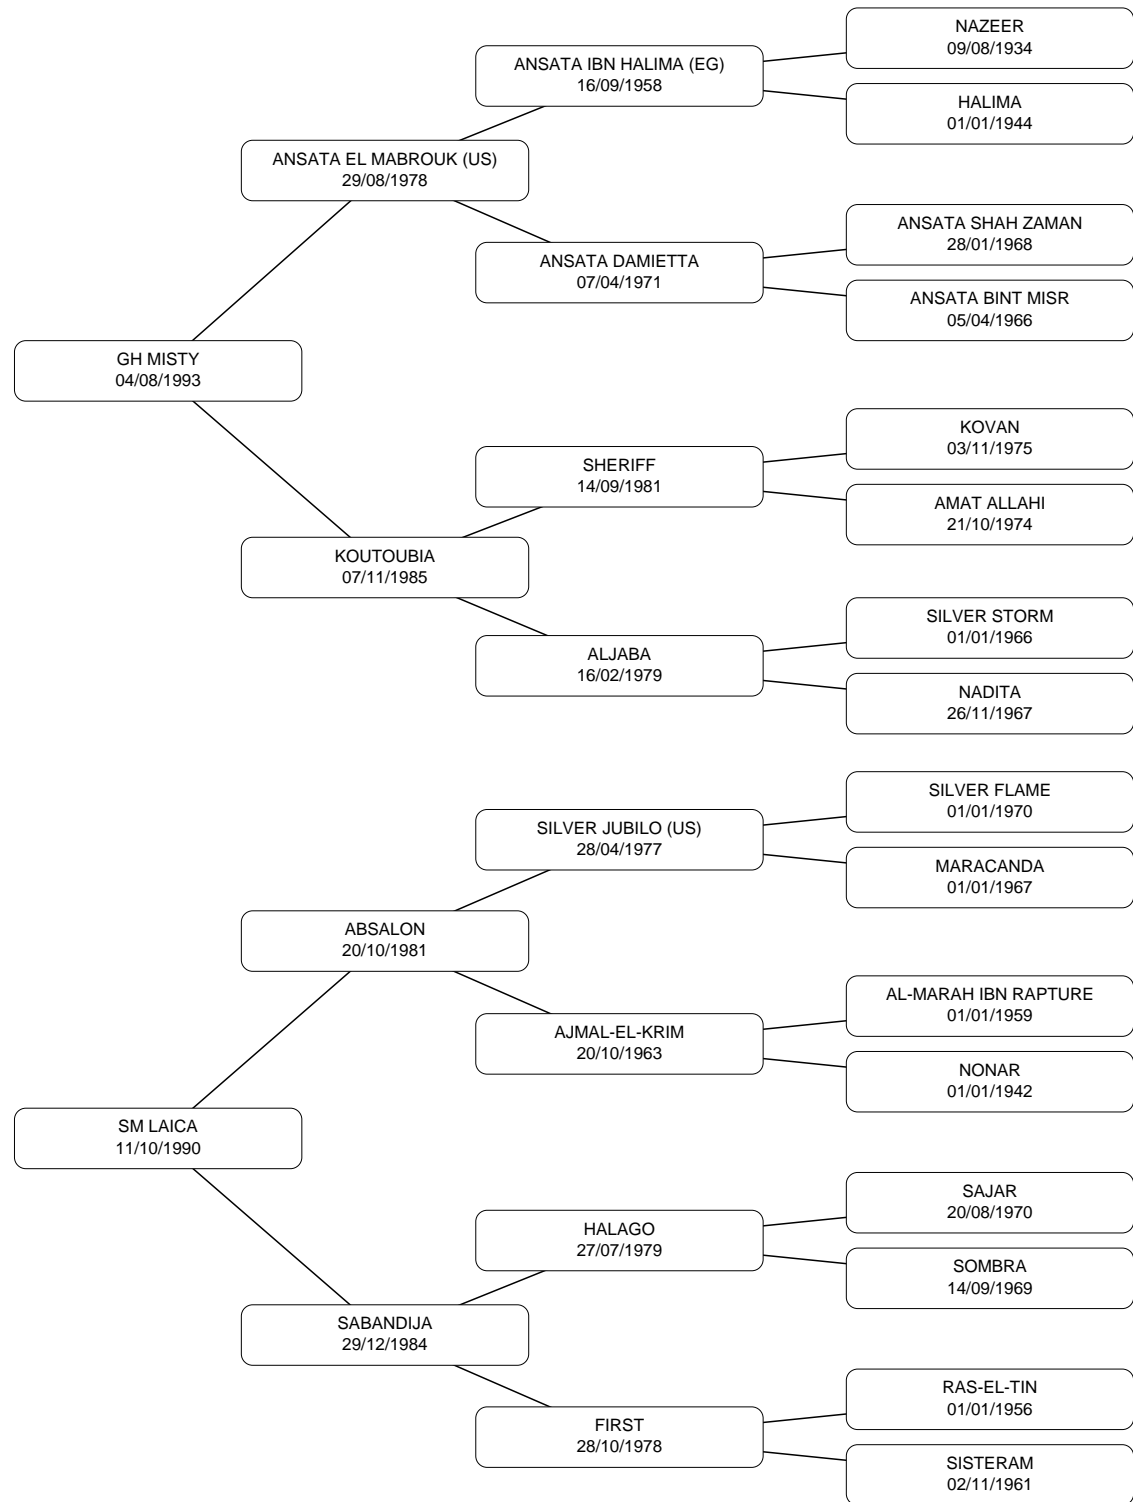 NAZEER
09/08/1934
ANSATA IBN HALIMA (EG)
16/09/1958
HALIMA
01/01/1944
ANSATA EL MABROUK (US)
29/08/1978
ANSATA SHAH ZAMAN
28/01/1968
ANSATA DAMIETTA
07/04/1971
ANSATA BINT MISR
05/04/1966
GH MISTY
04/08/1993
KOVAN
03/11/1975
SHERIFF
14/09/1981
AMAT ALLAHI
21/10/1974
KOUTOUBIA
07/11/1985
SILVER STORM
01/01/1966
ALJABA
16/02/1979
NADITA
26/11/1967
SILVER FLAME
01/01/1970
SILVER JUBILO (US)
28/04/1977
MARACANDA
01/01/1967
ABSALON
20/10/1981
AL-MARAH IBN RAPTURE
01/01/1959
AJMAL-EL-KRIM
20/10/1963
NONAR
01/01/1942
SM LAICA
11/10/1990
SAJAR
20/08/1970
HALAGO
27/07/1979
SOMBRA
14/09/1969
SABANDIJA
29/12/1984
RAS-EL-TIN
01/01/1956
FIRST
28/10/1978
SISTERAM
02/11/1961